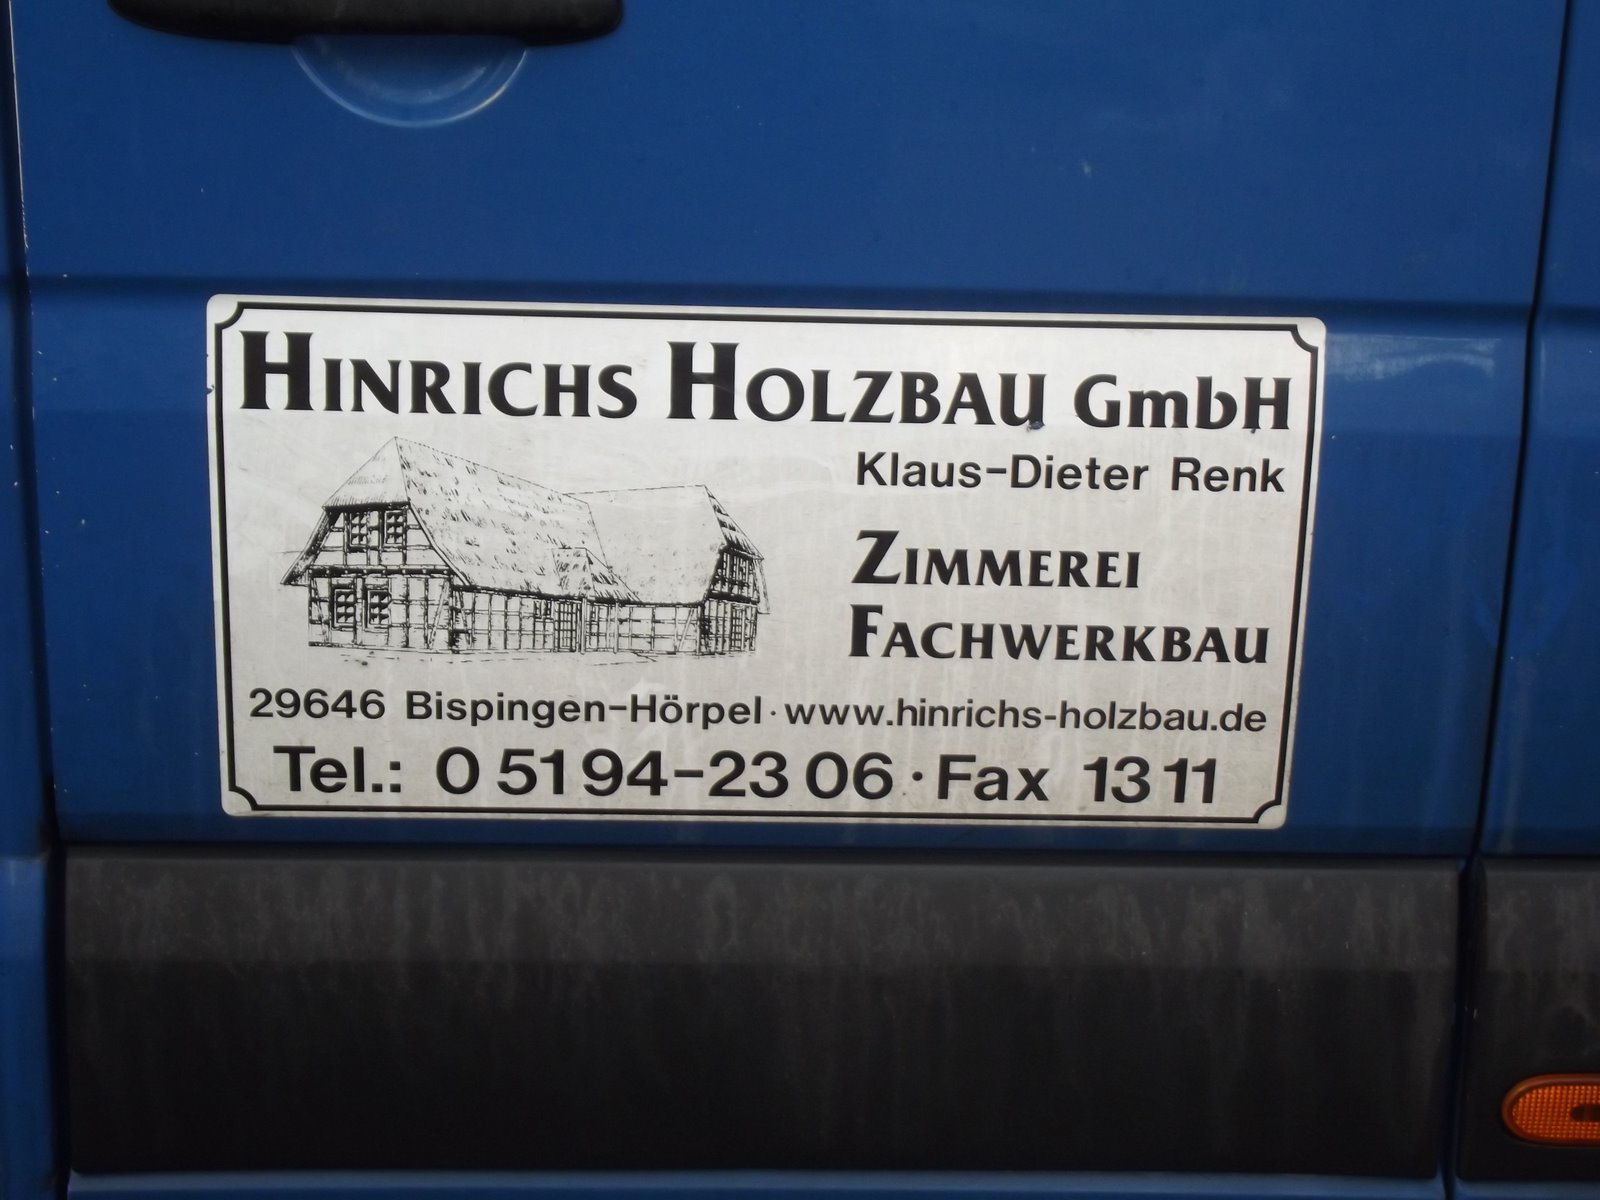 Hinrichs Holzbau GmbH
Klaus-Dieter Renk
Zimmerei
Fachwerkbau
29646 Bispingen-Hörpel · www.hinrichs-holzbau.de
Tel.: 0 51 94-23 06 · Fax 13 11